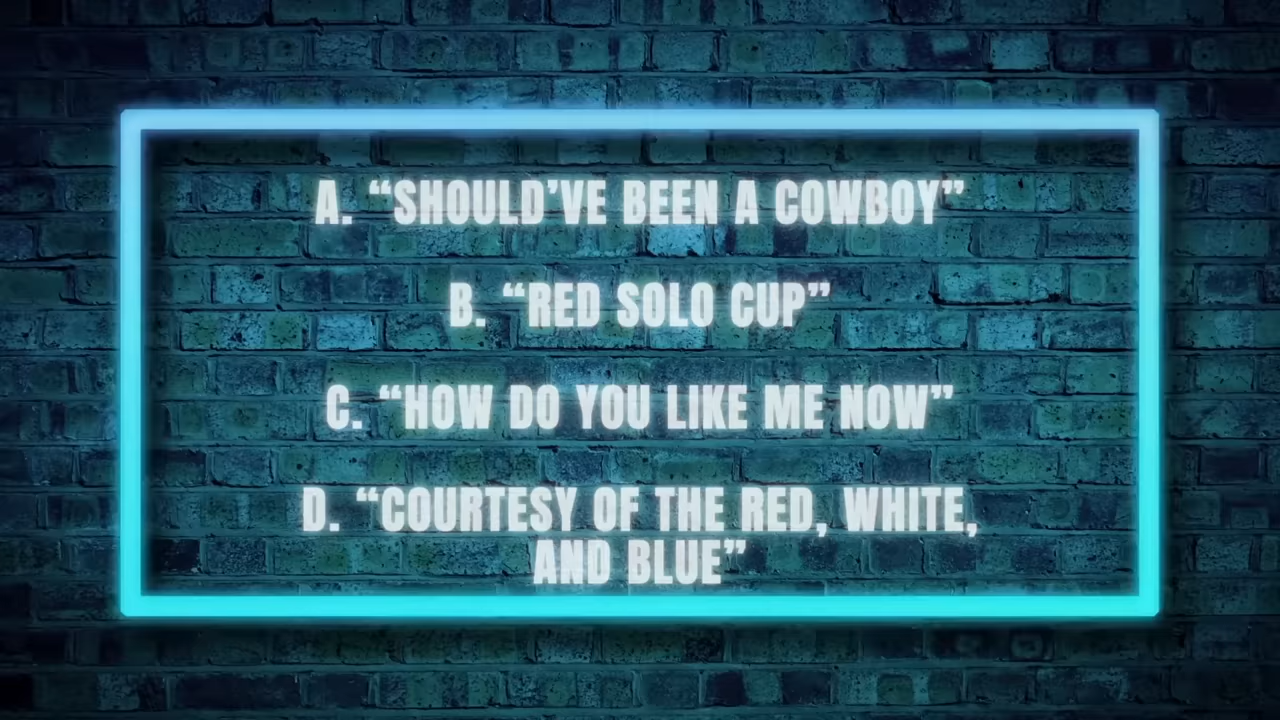 A. “SHOULD’VE BEEN A COWBOY”
B. “RED SOLO CUP”
C. “HOW DO YOU LIKE ME NOW”
D. “COURTESY OF THE RED, WHITE,
AND BLUE”